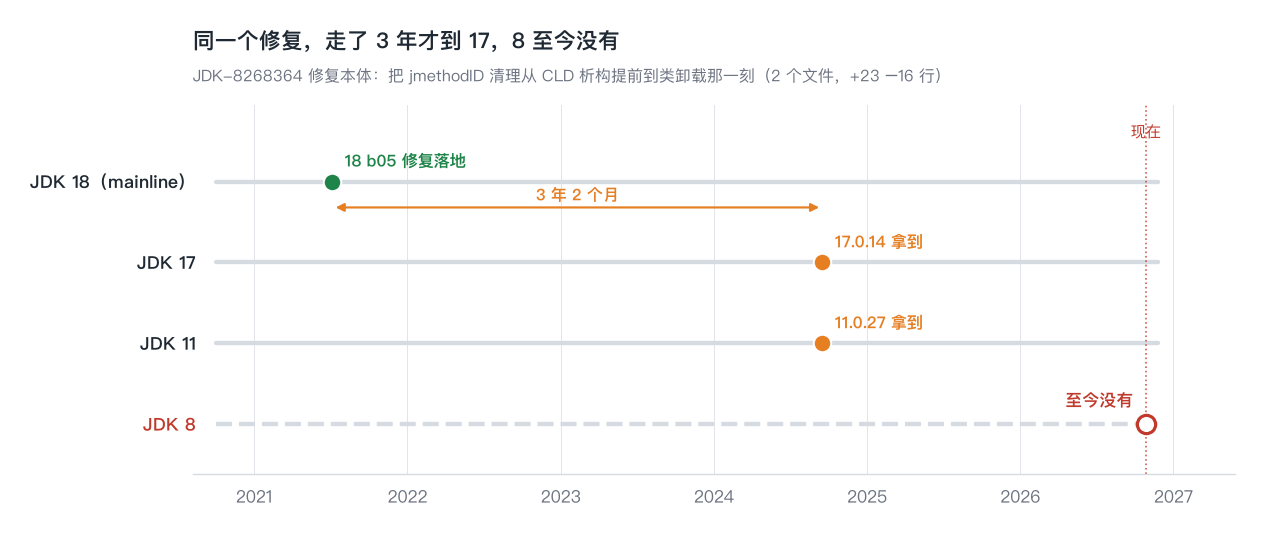 同一个修复，走了 3 年才到 17，8 至今没有
JDK-8268364 修复本体：把 jmethodID 清理从 CLD 析构提前到类卸载那一刻（2 个文件，+23 −16 行）
现在
18 b05 修复落地
JDK 18（mainline）
3 年 2 个月
17.0.14 拿到
JDK 17
11.0.27 拿到
JDK 11
至今没有
JDK 8
2021 2022 2023 2024 2025 2026 2027